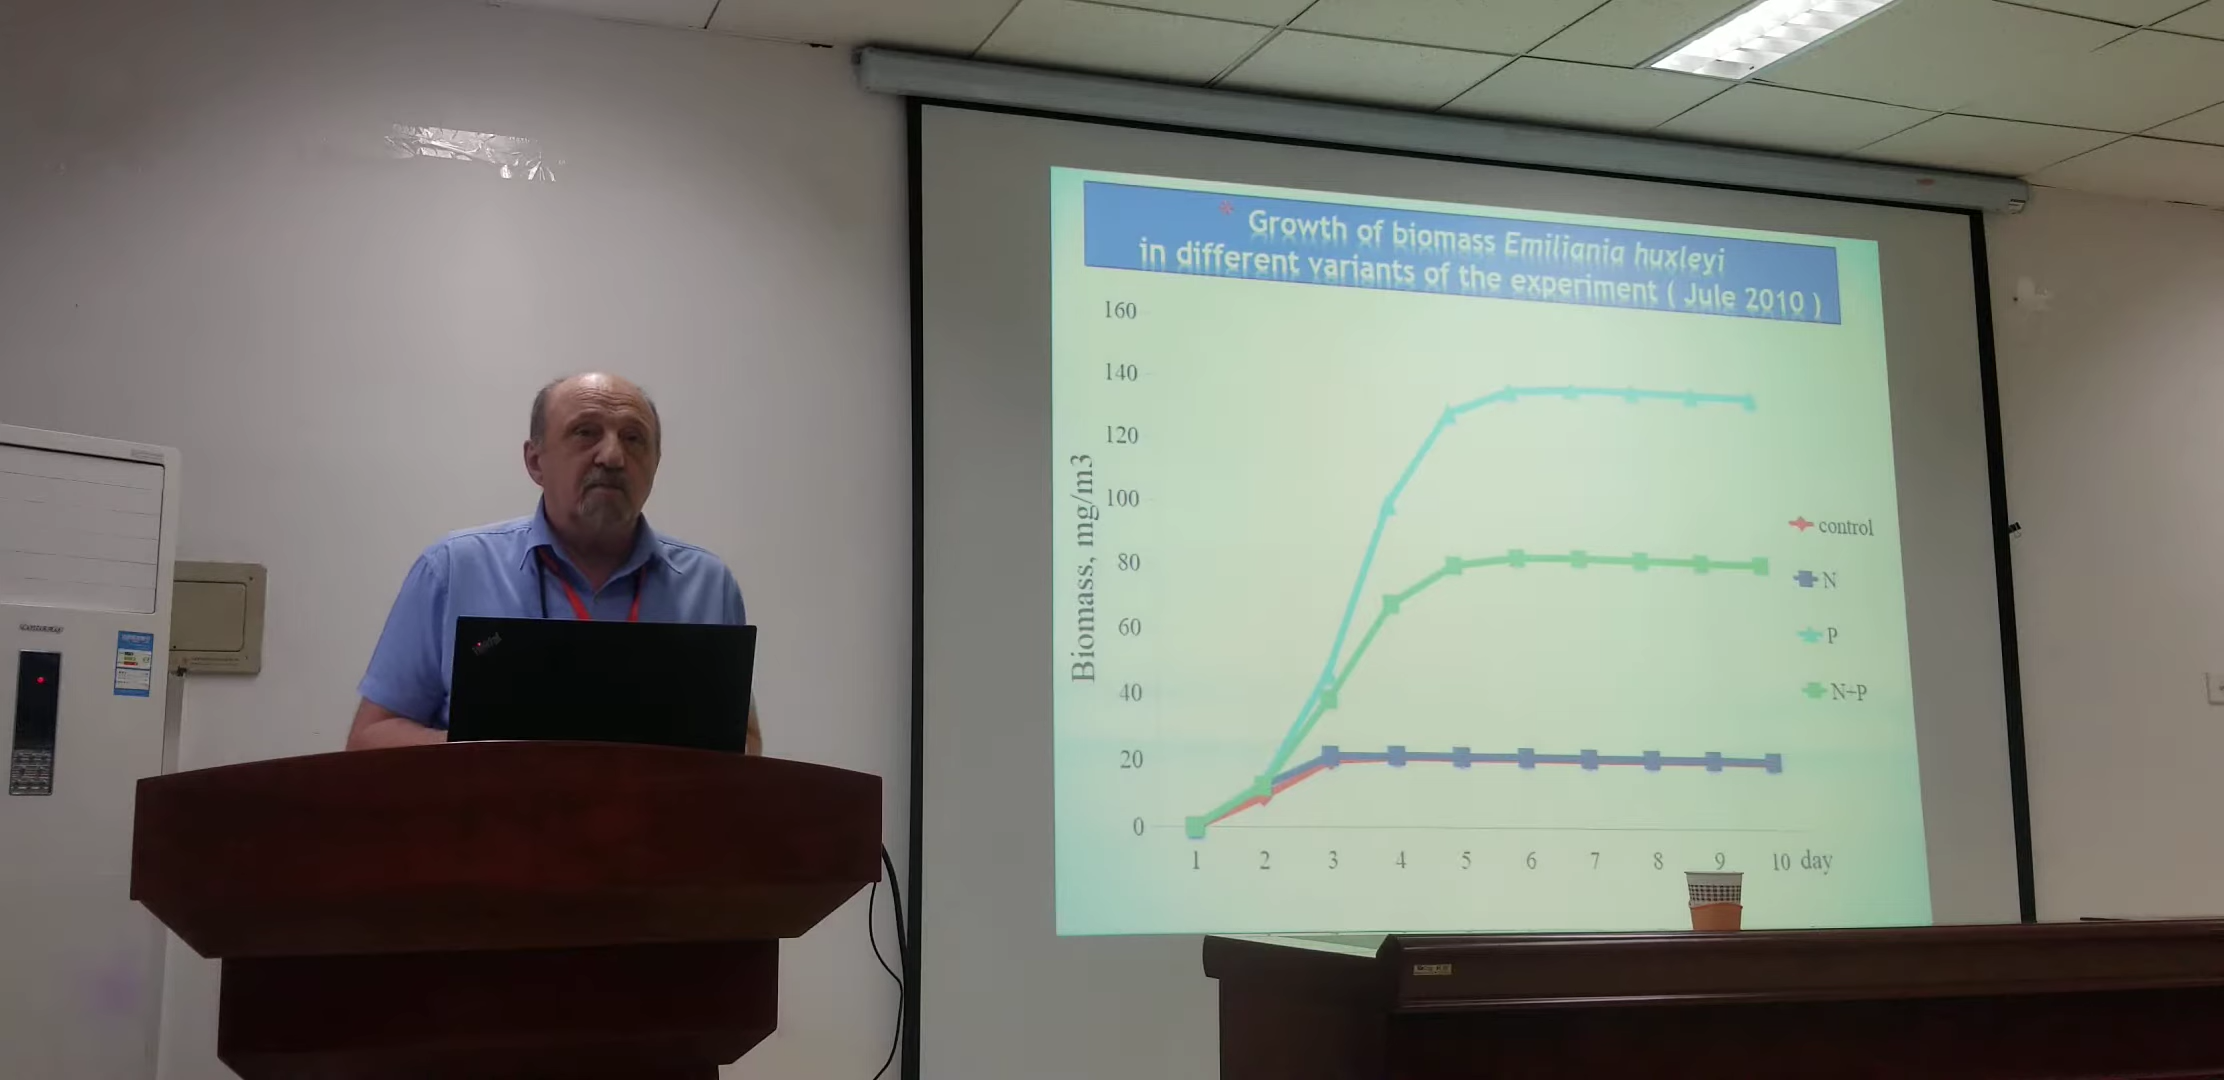 * Growth of biomass Emiliania huxleyi
in different variants of the experiment ( Jule 2010 )
160
140
120
100
80
60
40
20
0
Biomass, mg/m3
1 2 3 4 5 6 7 8 9 10 day
control
N
P
N+P